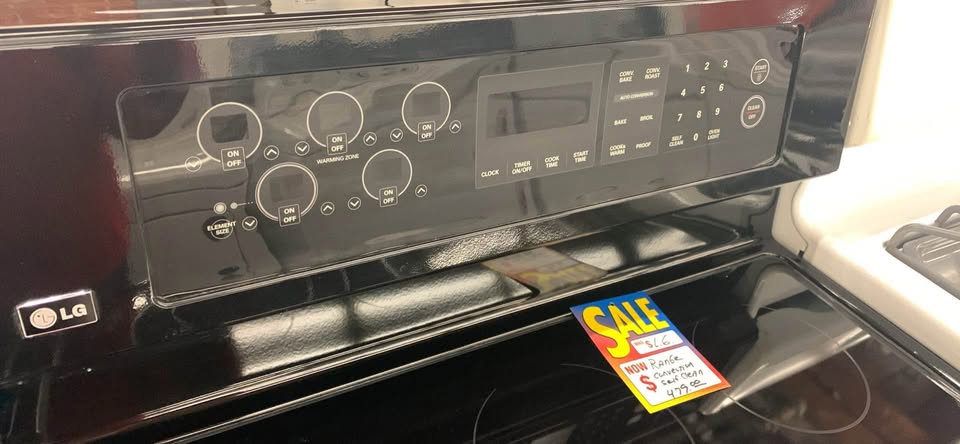 ON
OFF
ON
OFF
ON
OFF
WARMING ZONE
ON
OFF
ON
OFF
ELEMENT
SIZE
CLOCK
TIMER
ON/OFF
COOK
TIME
START
TIME
CONV.
BAKE
CONV.
ROAST
AUTO CONVERSION
BAKE
BROIL
COOK&
WARM
PROOF
1 2 3
4 5 6
7 8 9
SELF
CLEAN
0
OVEN
LIGHT
START
CLEAR
OFF
LG
SALE
WAS $
NOW Range
$ Convection
Self Clean
479.00